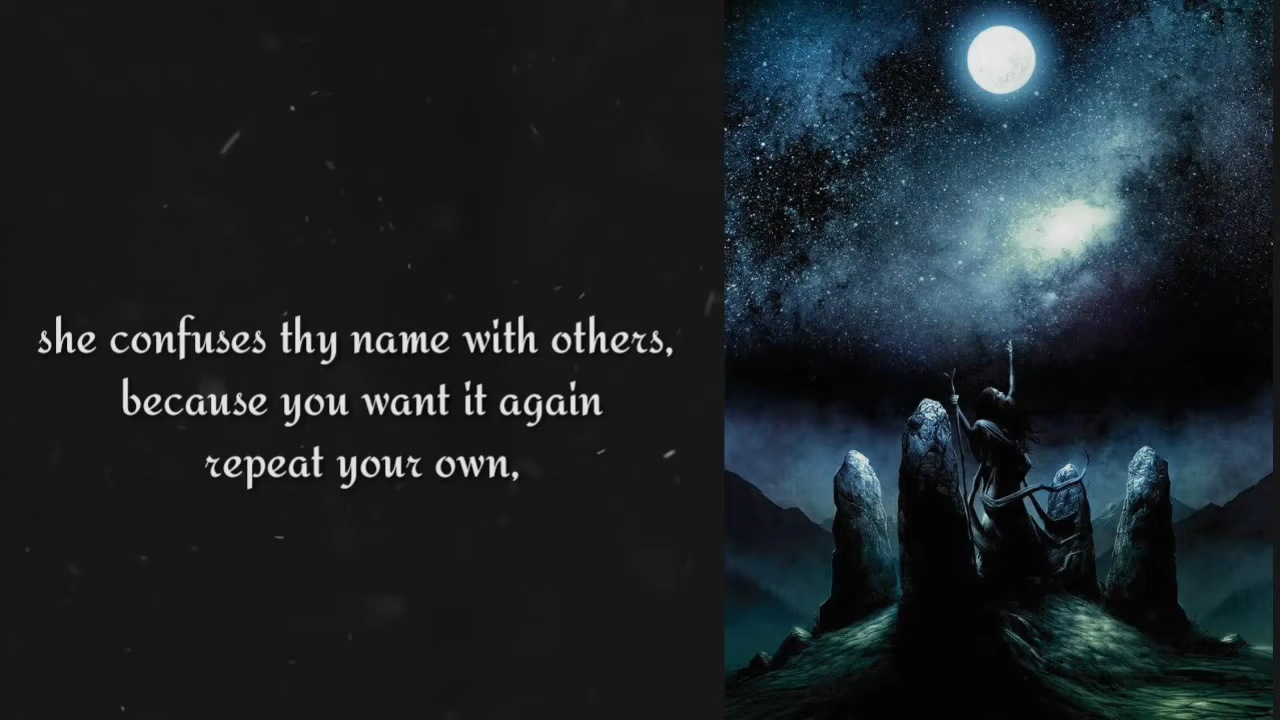 she confuses thy name with others,
because you want it again
repeat your own,